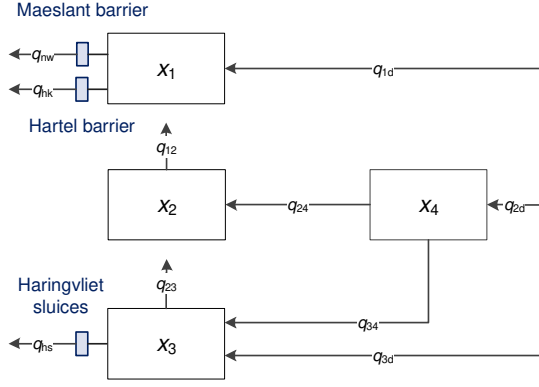 Maeslant barrier
q_nw
x_1
q_1d
q_hk
Hartel barrier
q_12
x_2
q_24
x_4
q_2d
Haringvliet
sluices
q_23
q_34
q_hs
x_3
q_3d